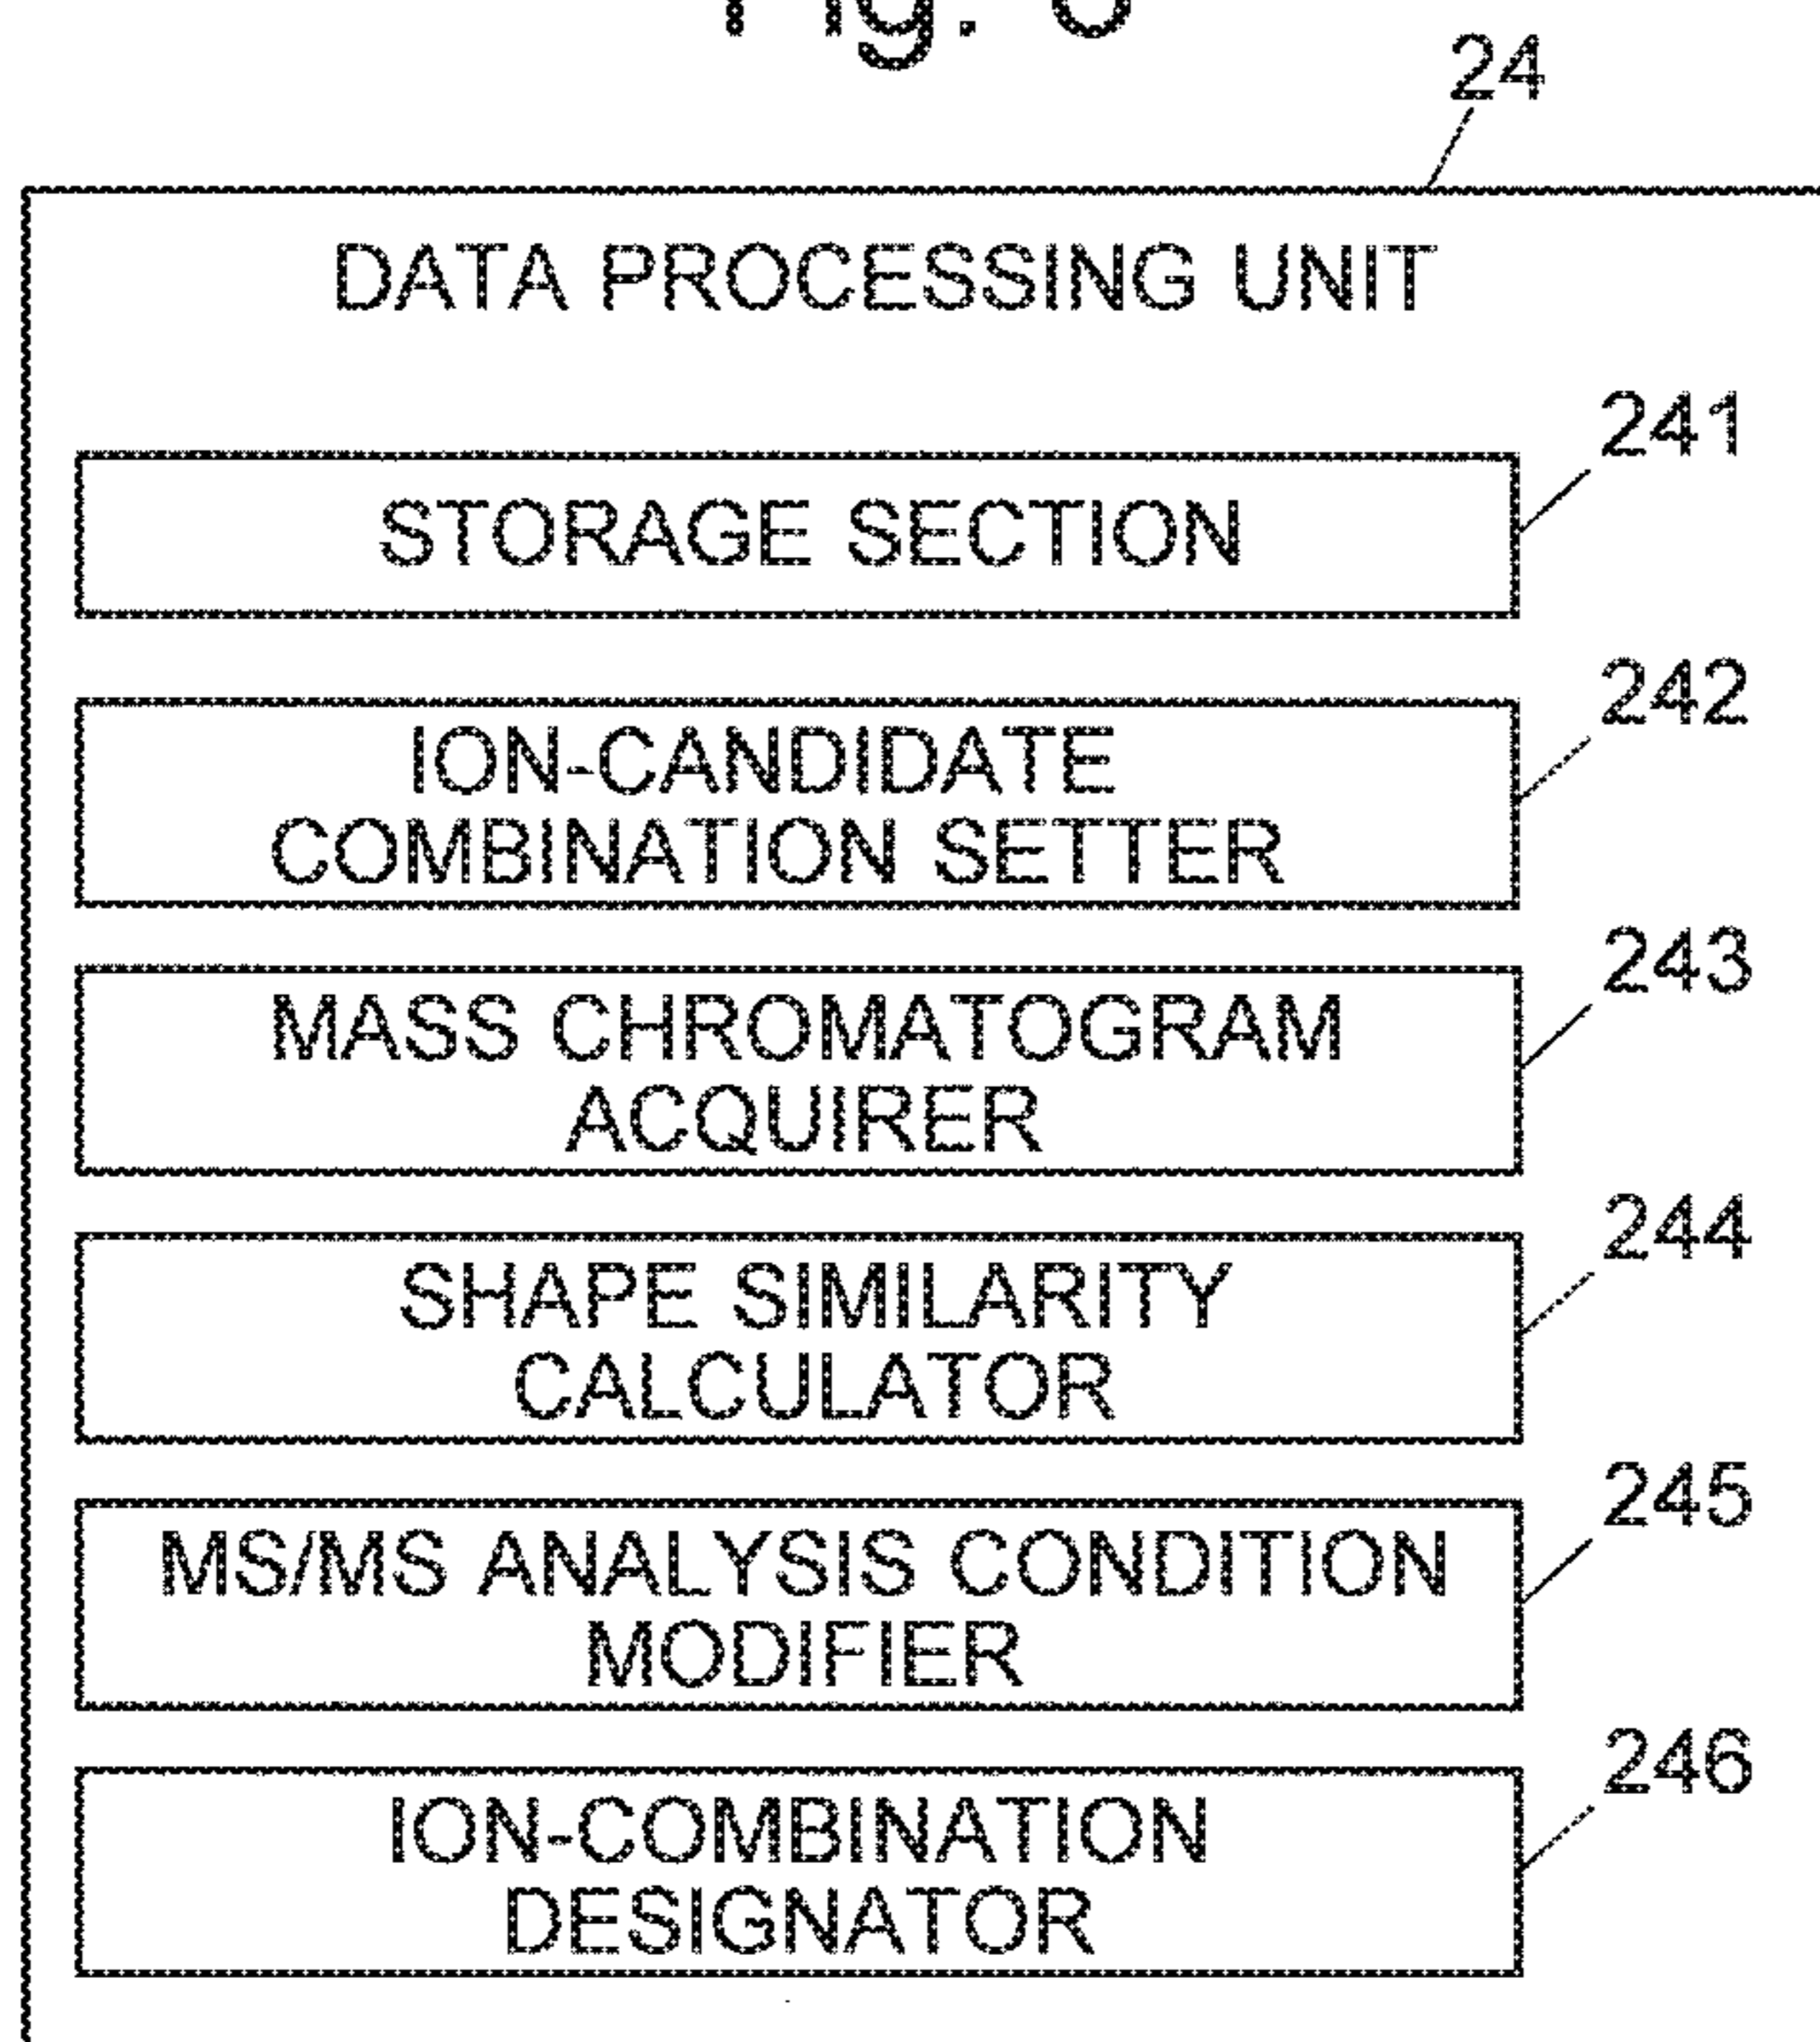 Fig.
24
DATA PROCESSING UNIT
241
STORAGE SECTION
242
ION-CANDIDATE
COMBINATION SETTER
243
MASS CHROMATOGRAM
ACQUIRER
244
SHAPE SIMILARITY
CALCULATOR
245
MS/MS ANALYSIS CONDITION
MODIFIER
246
ION-COMBINATION
DESIGNATOR